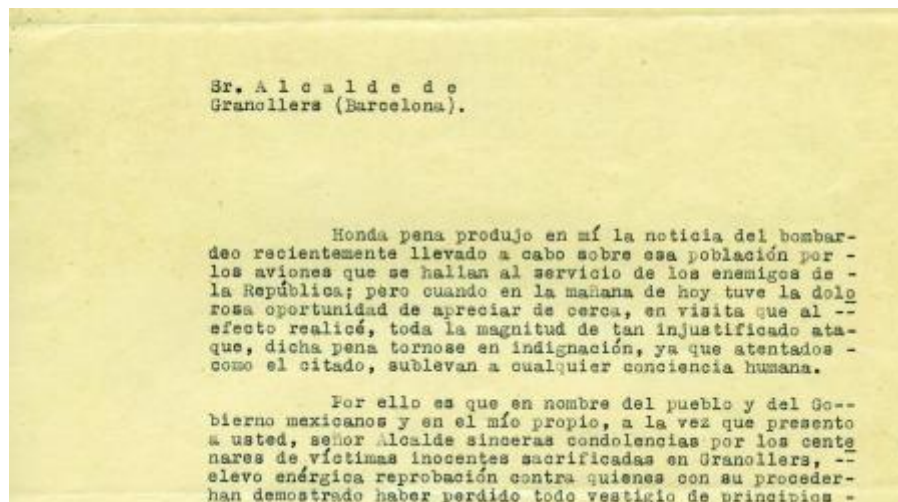 Sr. A l c a l d e  d e
Granollers (Barcelona).
Honda pena produjo en mí la noticia del bombar-
deo recientemente llevado a cabo sobre esa población por -
los aviones que se hallan al servicio de los enemigos de -
la República; pero cuando en la mañana de hoy tuve la dolo
rosa oportunidad de apreciar de cerca, en visita que al --
efecto realicé, toda la magnitud de tan injustificado ata-
que, dicha pena tornose en indignación, ya que atentados -
como el citado, sublevan a cualquier conciencia humana.
Por ello es que en nombre del pueblo y del Go--
bierno mexicanos y en el mío propio, a la vez que presento
a usted, señor Alcalde sinceras condolencias por los cente
nares de víctimas inocentes sacrificadas en Granollers, --
elevo enérgica reprobación contra quienes con su proceder-
han demostrado haber perdido todo vestigio de principios -